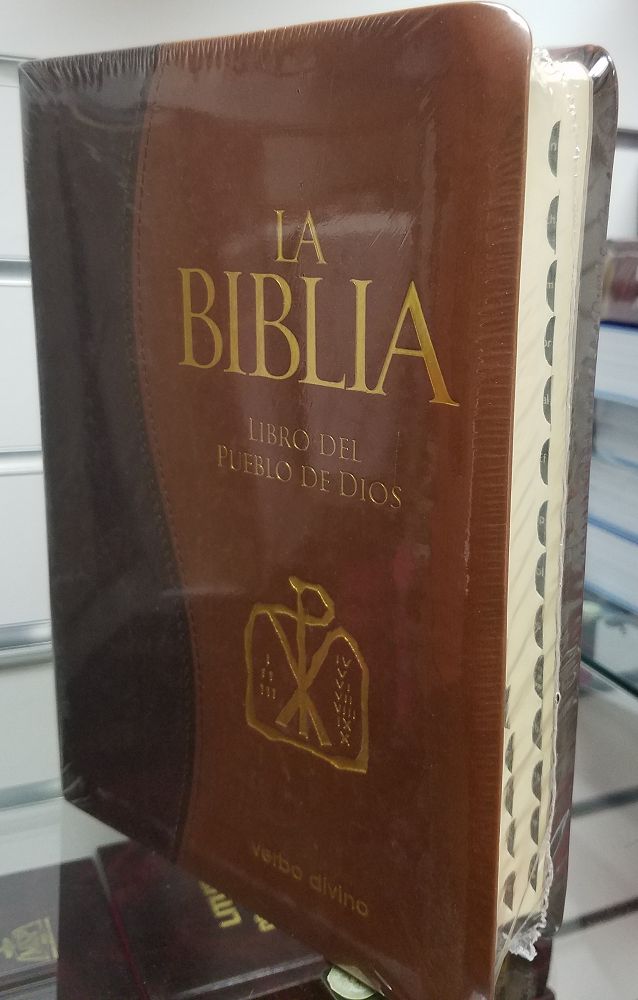 LA
BIBLIA
LIBRO DEL
PUEBLO DE DIOS
verbo divino